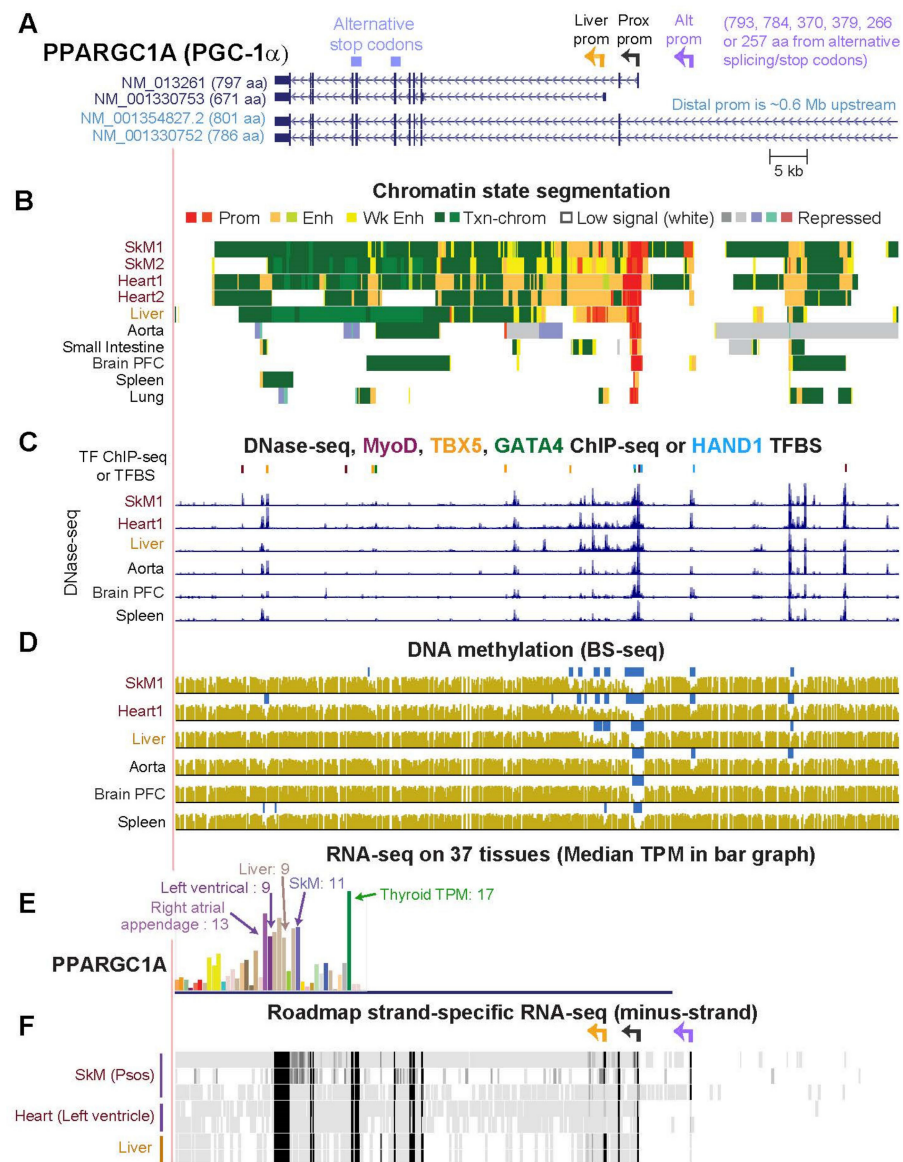 A
PPARGC1A (PGC-1α)
Alternative
stop codons
Liver
prom
Prox
prom
Alt
prom
(793, 784, 370, 379, 266
or 257 aa from alternative
splicing/stop codons)
NM_013261 (797 aa)
NM_001330753 (671 aa)
NM_001354827.2 (801 aa)
NM_001330752 (786 aa)
Distal prom is ~0.6 Mb upstream
5 kb
B
Chromatin state segmentation
Prom Enh Wk Enh Txn-chrom Low signal (white) Repressed
SkM1
SkM2
Heart1
Heart2
Liver
Aorta
Small Intestine
Brain PFC
Spleen
Lung
C
DNase-seq, MyoD, TBX5, GATA4 ChIP-seq or HAND1 TFBS
TF ChIP-seq
or TFBS
DNase-seq
SkM1
Heart1
Liver
Aorta
Brain PFC
Spleen
D
DNA methylation (BS-seq)
SkM1
Heart1
Liver
Aorta
Brain PFC
Spleen
RNA-seq on 37 tissues (Median TPM in bar graph)
E
PPARGC1A
Liver: 9
Left ventrical : 9
SkM: 11
Right atrial
appendage : 13
Thyroid TPM: 17
F
Roadmap strand-specific RNA-seq (minus-strand)
SkM (Psos)
Heart (Left ventricle)
Liver